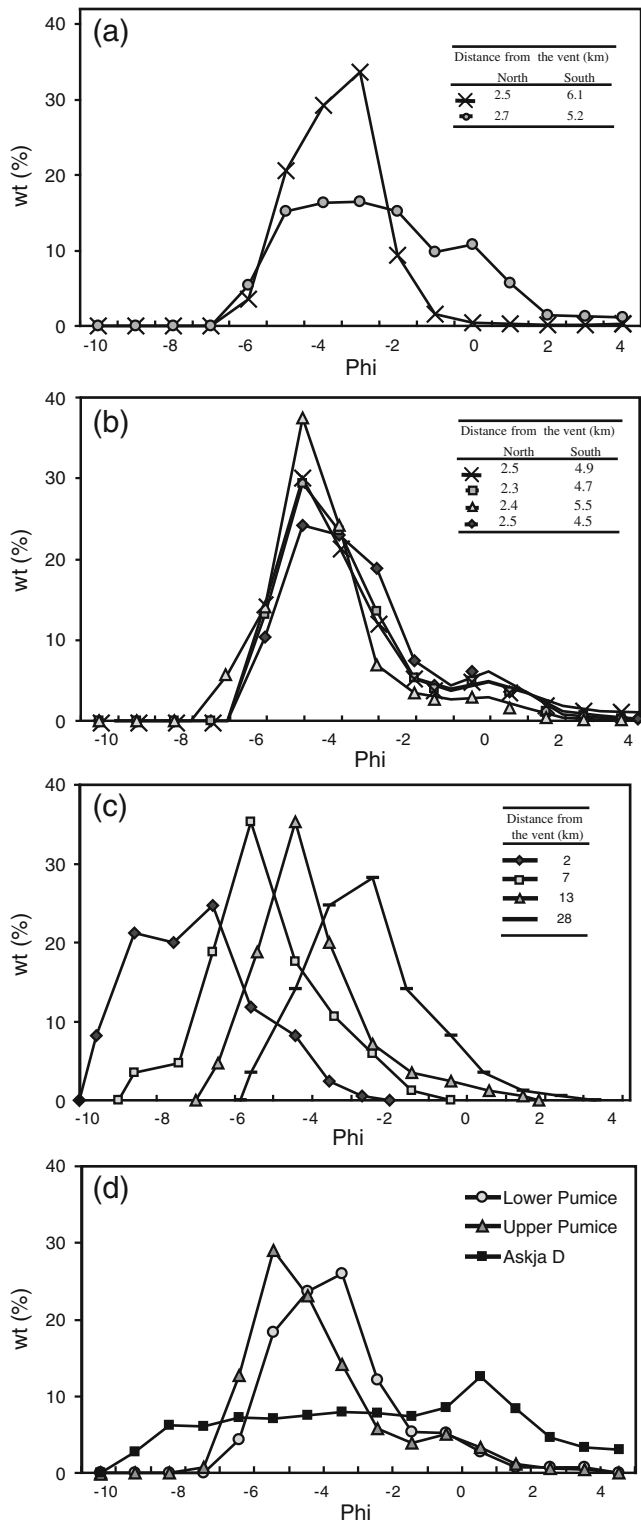 (a)
40
30
20
10
0
wt (%)
-10 -8 -6 -4 -2 0 2 4
Phi
Distance from the vent (km)
North South
2.5 6.1
2.7 5.2
(b)
40
30
20
10
0
wt (%)
-10 -8 -6 -4 -2 0 2 4
Phi
Distance from the vent (km)
North South
2.5 4.9
2.3 4.7
2.4 5.5
2.5 4.5
(c)
40
30
20
10
0
wt (%)
-10 -8 -6 -4 -2 0 2 4
Phi
Distance from
the vent (km)
2
7
13
28
(d)
40
30
20
10
0
wt (%)
-10 -8 -6 -4 -2 0 2 4
Phi
Lower Pumice
Upper Pumice
Askja D